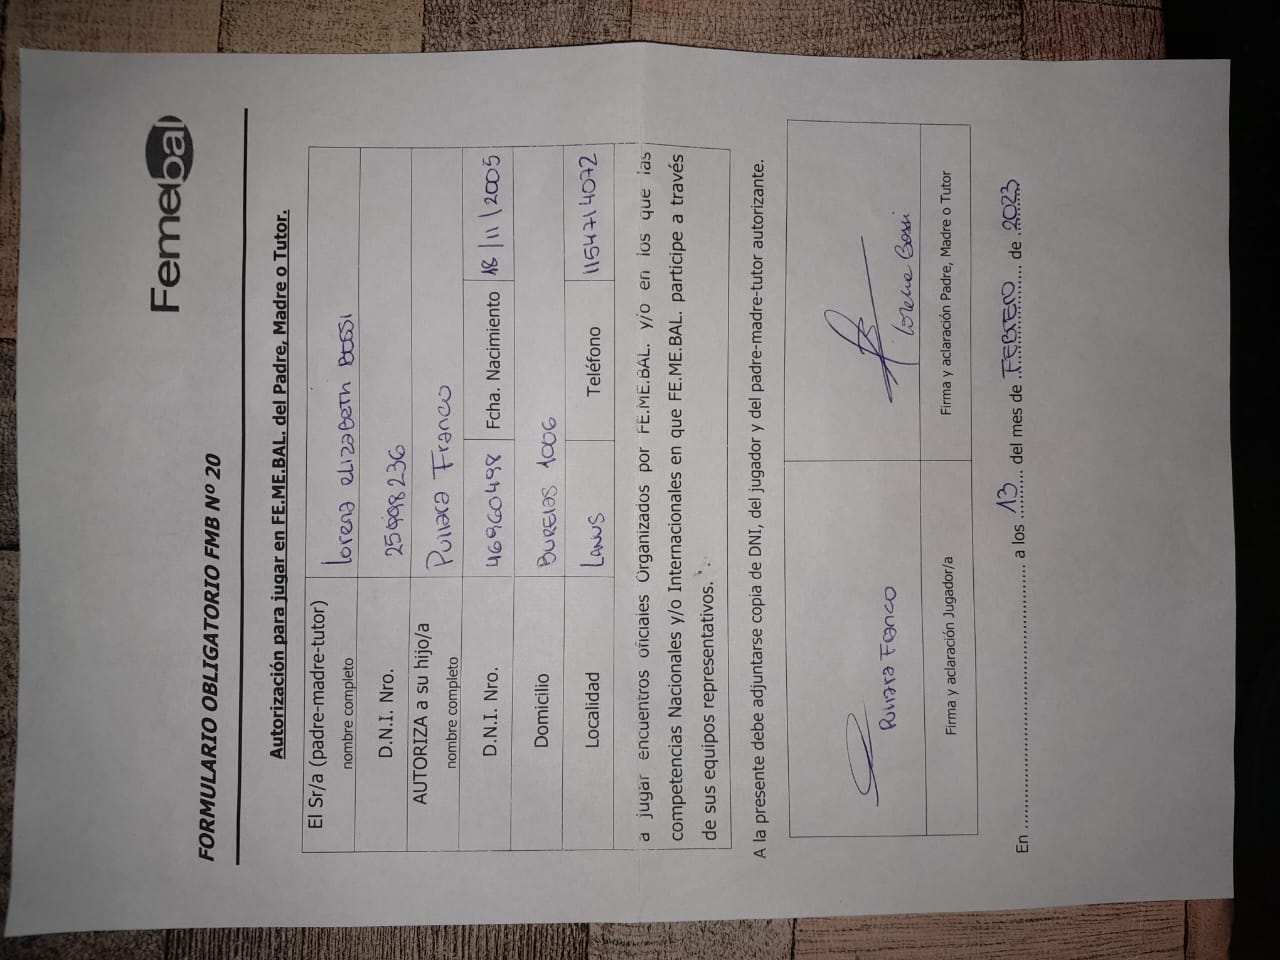 Femebal
FORMULARIO OBLIGATORIO FMB Nº 20
Autorización para jugar en FE.ME.BAL. del Padre, Madre o Tutor.
El Sr/a (padre-madre-tutor)
nombre completo
lorena elizabeth BOSSI
D.N.I. Nro.
AUTORIZA a su hijo/a
nombre completo
Pullara Franco
D.N.I. Nro. 46960498 Fcha. Nacimiento 18/11/2005
Domicilio 1006
Localidad LANUS Teléfono 1154714072
a jugar encuentros oficiales Organizados por FE.ME.BAL. y/o en los que las
competencias Nacionales y/o Internacionales en que FE.ME.BAL. participe a través
de sus equipos representativos.
A la presente debe adjuntarse copia de DNI, del jugador y del padre-madre-tutor autorizante.
Pullara Franco
Lorena Bossi
Firma y aclaración Jugador/a
Firma y aclaración Padre, Madre o Tutor
En ........................................ a los 13 del mes de FEBRERO de 2023